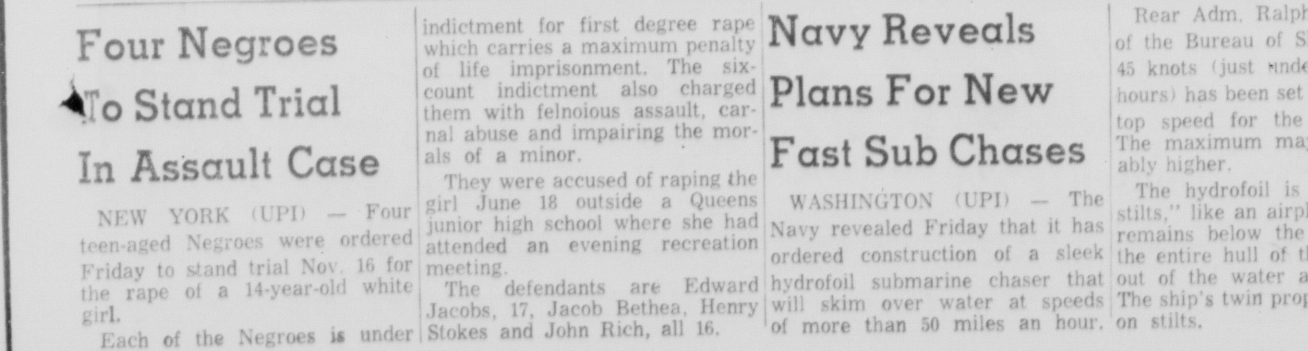 Four Negroes
To Stand Trial
In Assault Case
NEW YORK (UPI) — Four
teen-aged Negroes were ordered
Friday to stand trial Nov. 16 for
the rape of a 14-year-old white
girl.
Each of the Negroes is under
indictment for first degree rape
which carries a maximum penalty
of life imprisonment. The six-
count indictment also charged
them with felnoious assault, car-
nal abuse and impairing the mor-
als of a minor.
They were accused of raping the
girl June 18 outside a Queens
junior high school where she had
attended an evening recreation
meeting.
The defendants are Edward
Jacobs, 17, Jacob Bethea, Henry
Stokes and John Rich, all 16.
Navy Reveals
Plans For New
Fast Sub Chases
WASHINGTON (UPI) — The
Navy revealed Friday that it has
ordered construction of a sleek
hydrofoil submarine chaser that
will skim over water at speeds
of more than 50 miles an hour.
Rear Adm. Ralph
of the Bureau of S
45 knots (just unde
hours) has been set
top speed for the
The maximum ma
ably higher.
The hydrofoil is
stilts," like an airpl
remains below the
the entire hull of t
out of the water a
The ship's twin prop
on stilts.